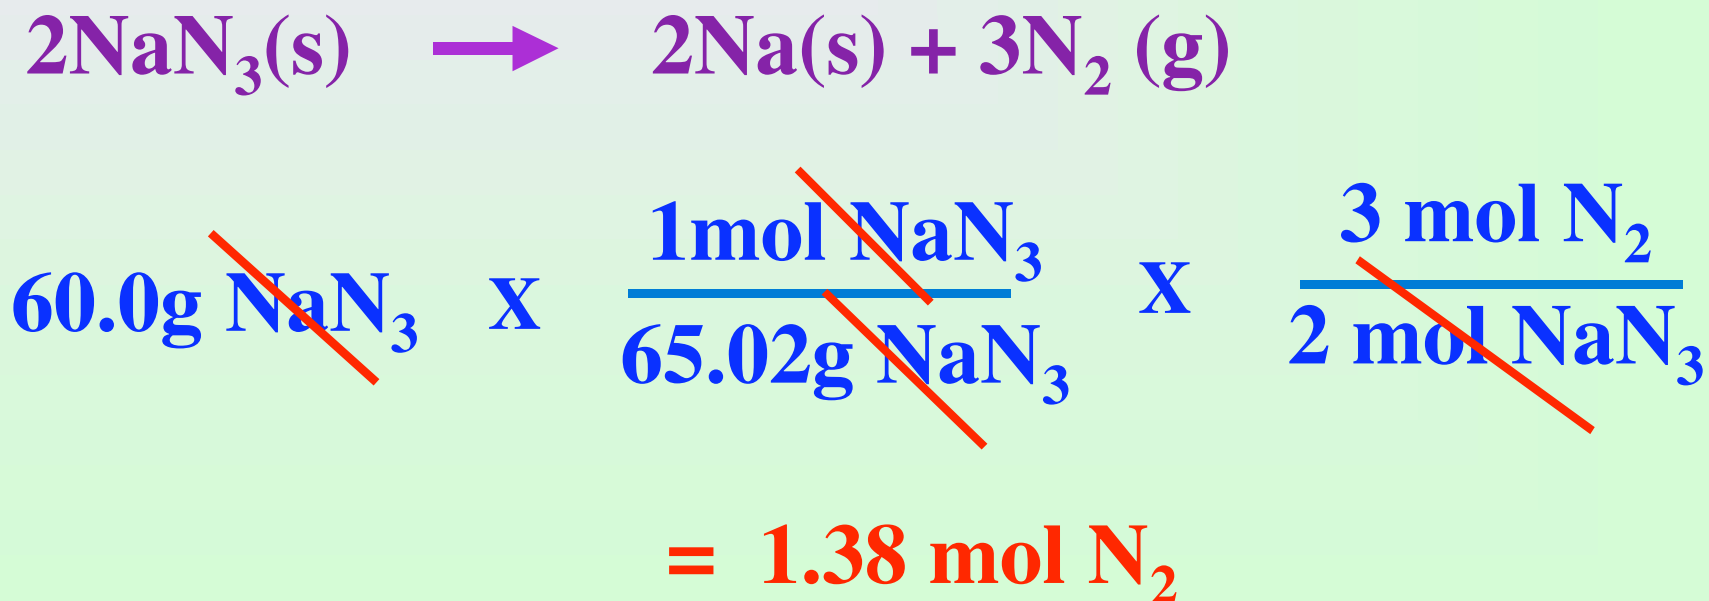 2NaN₃(s) → 2Na(s) + 3N₂ (g)
60.0g NaN₃ x 1mol NaN₃ / 65.02g NaN₃ x 3 mol N₂ / 2 mol NaN₃
= 1.38 mol N₂